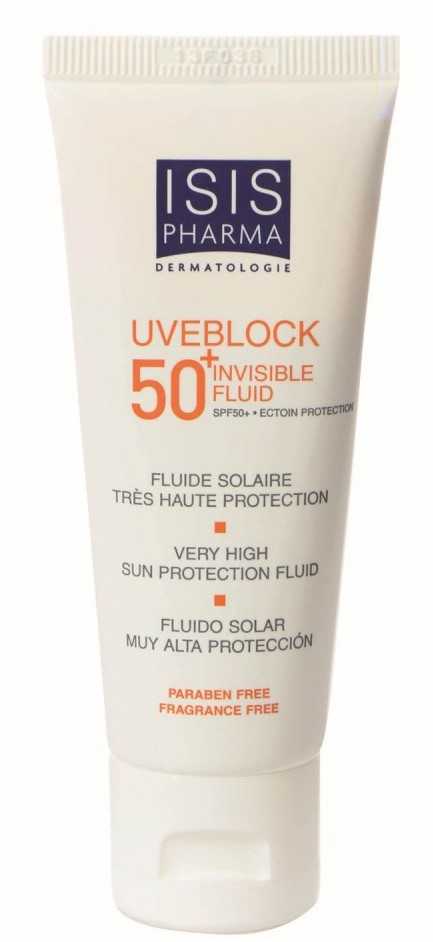 ISIS
PHARMA
DERMATOLOGIE
UVEBLOCK
50+ INVISIBLE
FLUID
SPF50+ • ECTOIN PROTECTION
FLUIDE SOLAIRE
TRÈS HAUTE PROTECTION
VERY HIGH
SUN PROTECTION FLUID
FLUIDO SOLAR
MUY ALTA PROTECCIÓN
PARABEN FREE
FRAGRANCE FREE